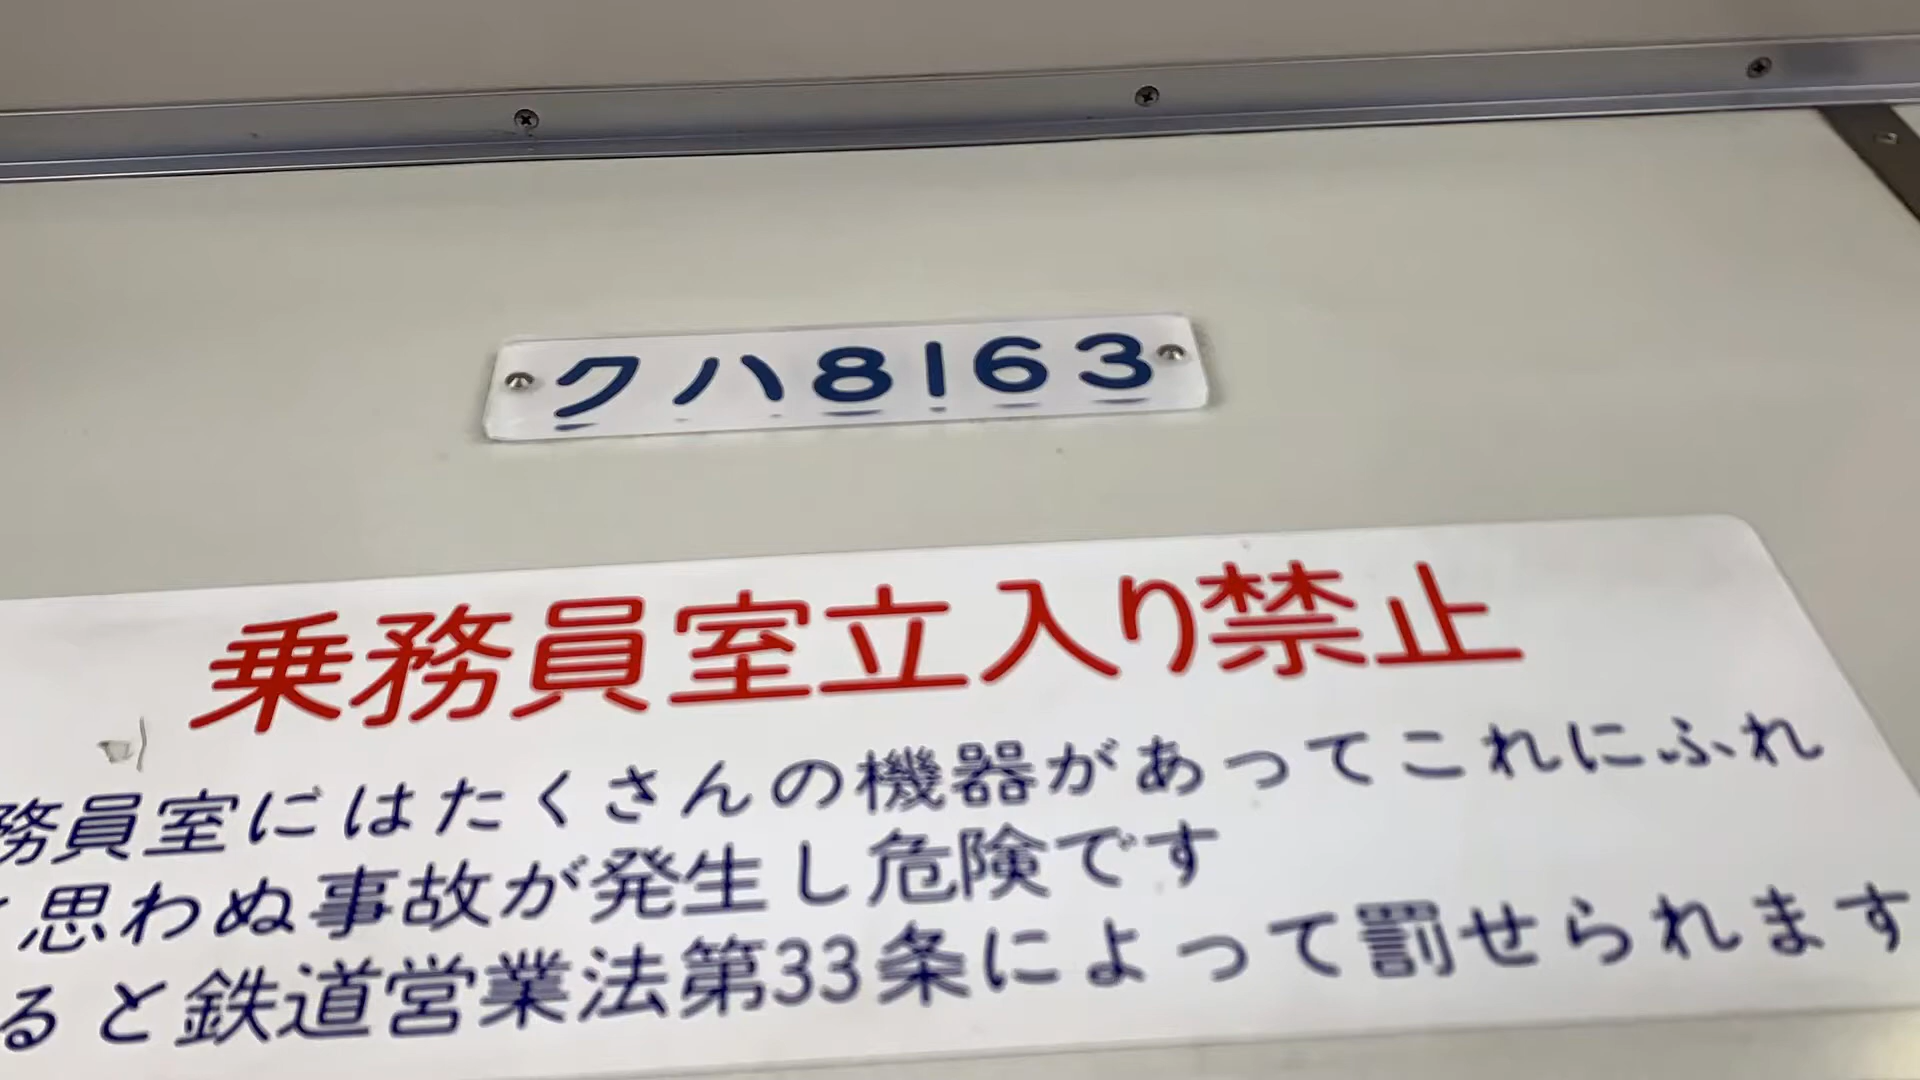 クハ8163
乗務員室立入り禁止
務員室にはたくさんの機器があってこれにふれ
思わぬ事故が発生し危険です
ると鉄道営業法第33条によって罰せられます